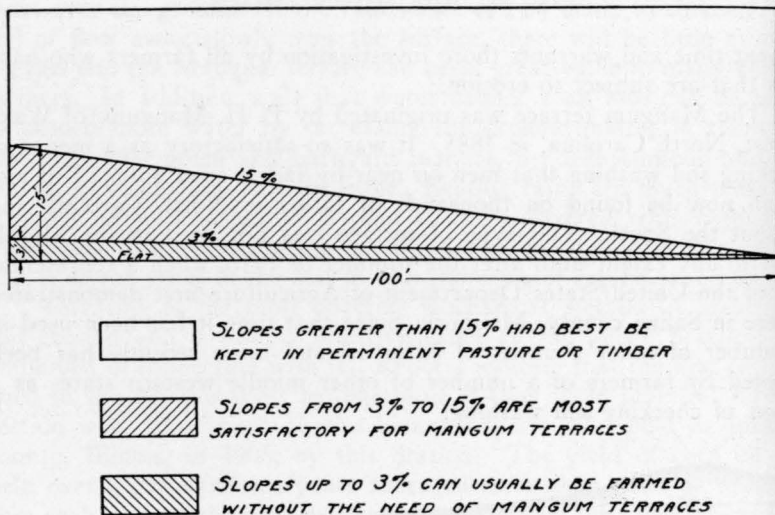 15%
15'
3%
3'
FLAT
100'
SLOPES GREATER THAN 15% HAD BEST BE
KEPT IN PERMANENT PASTURE OR TIMBER
SLOPES FROM 3% TO 15% ARE MOST
SATISFACTORY FOR MANGUM TERRACES
SLOPES UP TO 3% CAN USUALLY BE FARMED
WITHOUT THE NEED OF MANGUM TERRACES